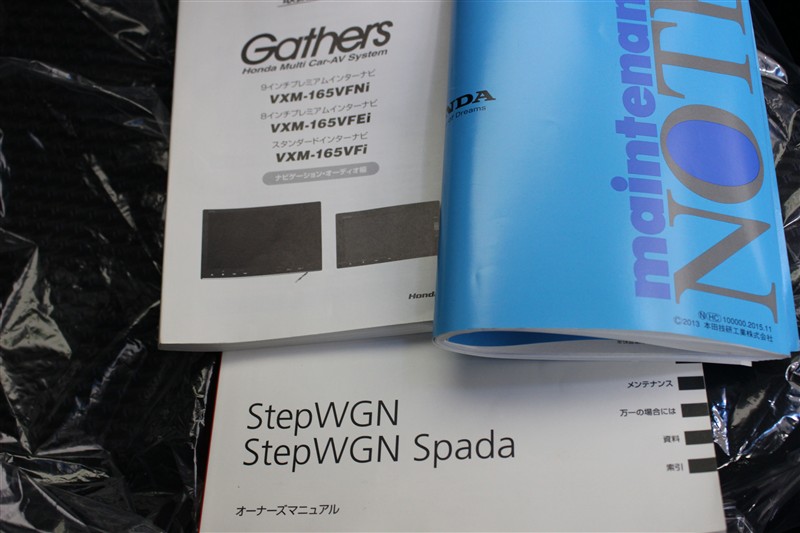 Gathers
Honda Multi Car-AV System
9インチプレミアムインターナビ
VXM-165VFNi
8インチプレミアムインターナビ
VXM-165VFEi
スタンダードインターナビ
VXM-165VFi
ナビゲーション・オーディオ編
Honda
NDA
Dreams
maintenan
NOTE
NHC 100000.2015.11
©2013 本田技研工業株式会社
メンテナンス
万一の場合には
資料
索引
StepWGN
StepWGN Spada
オーナーズマニュアル